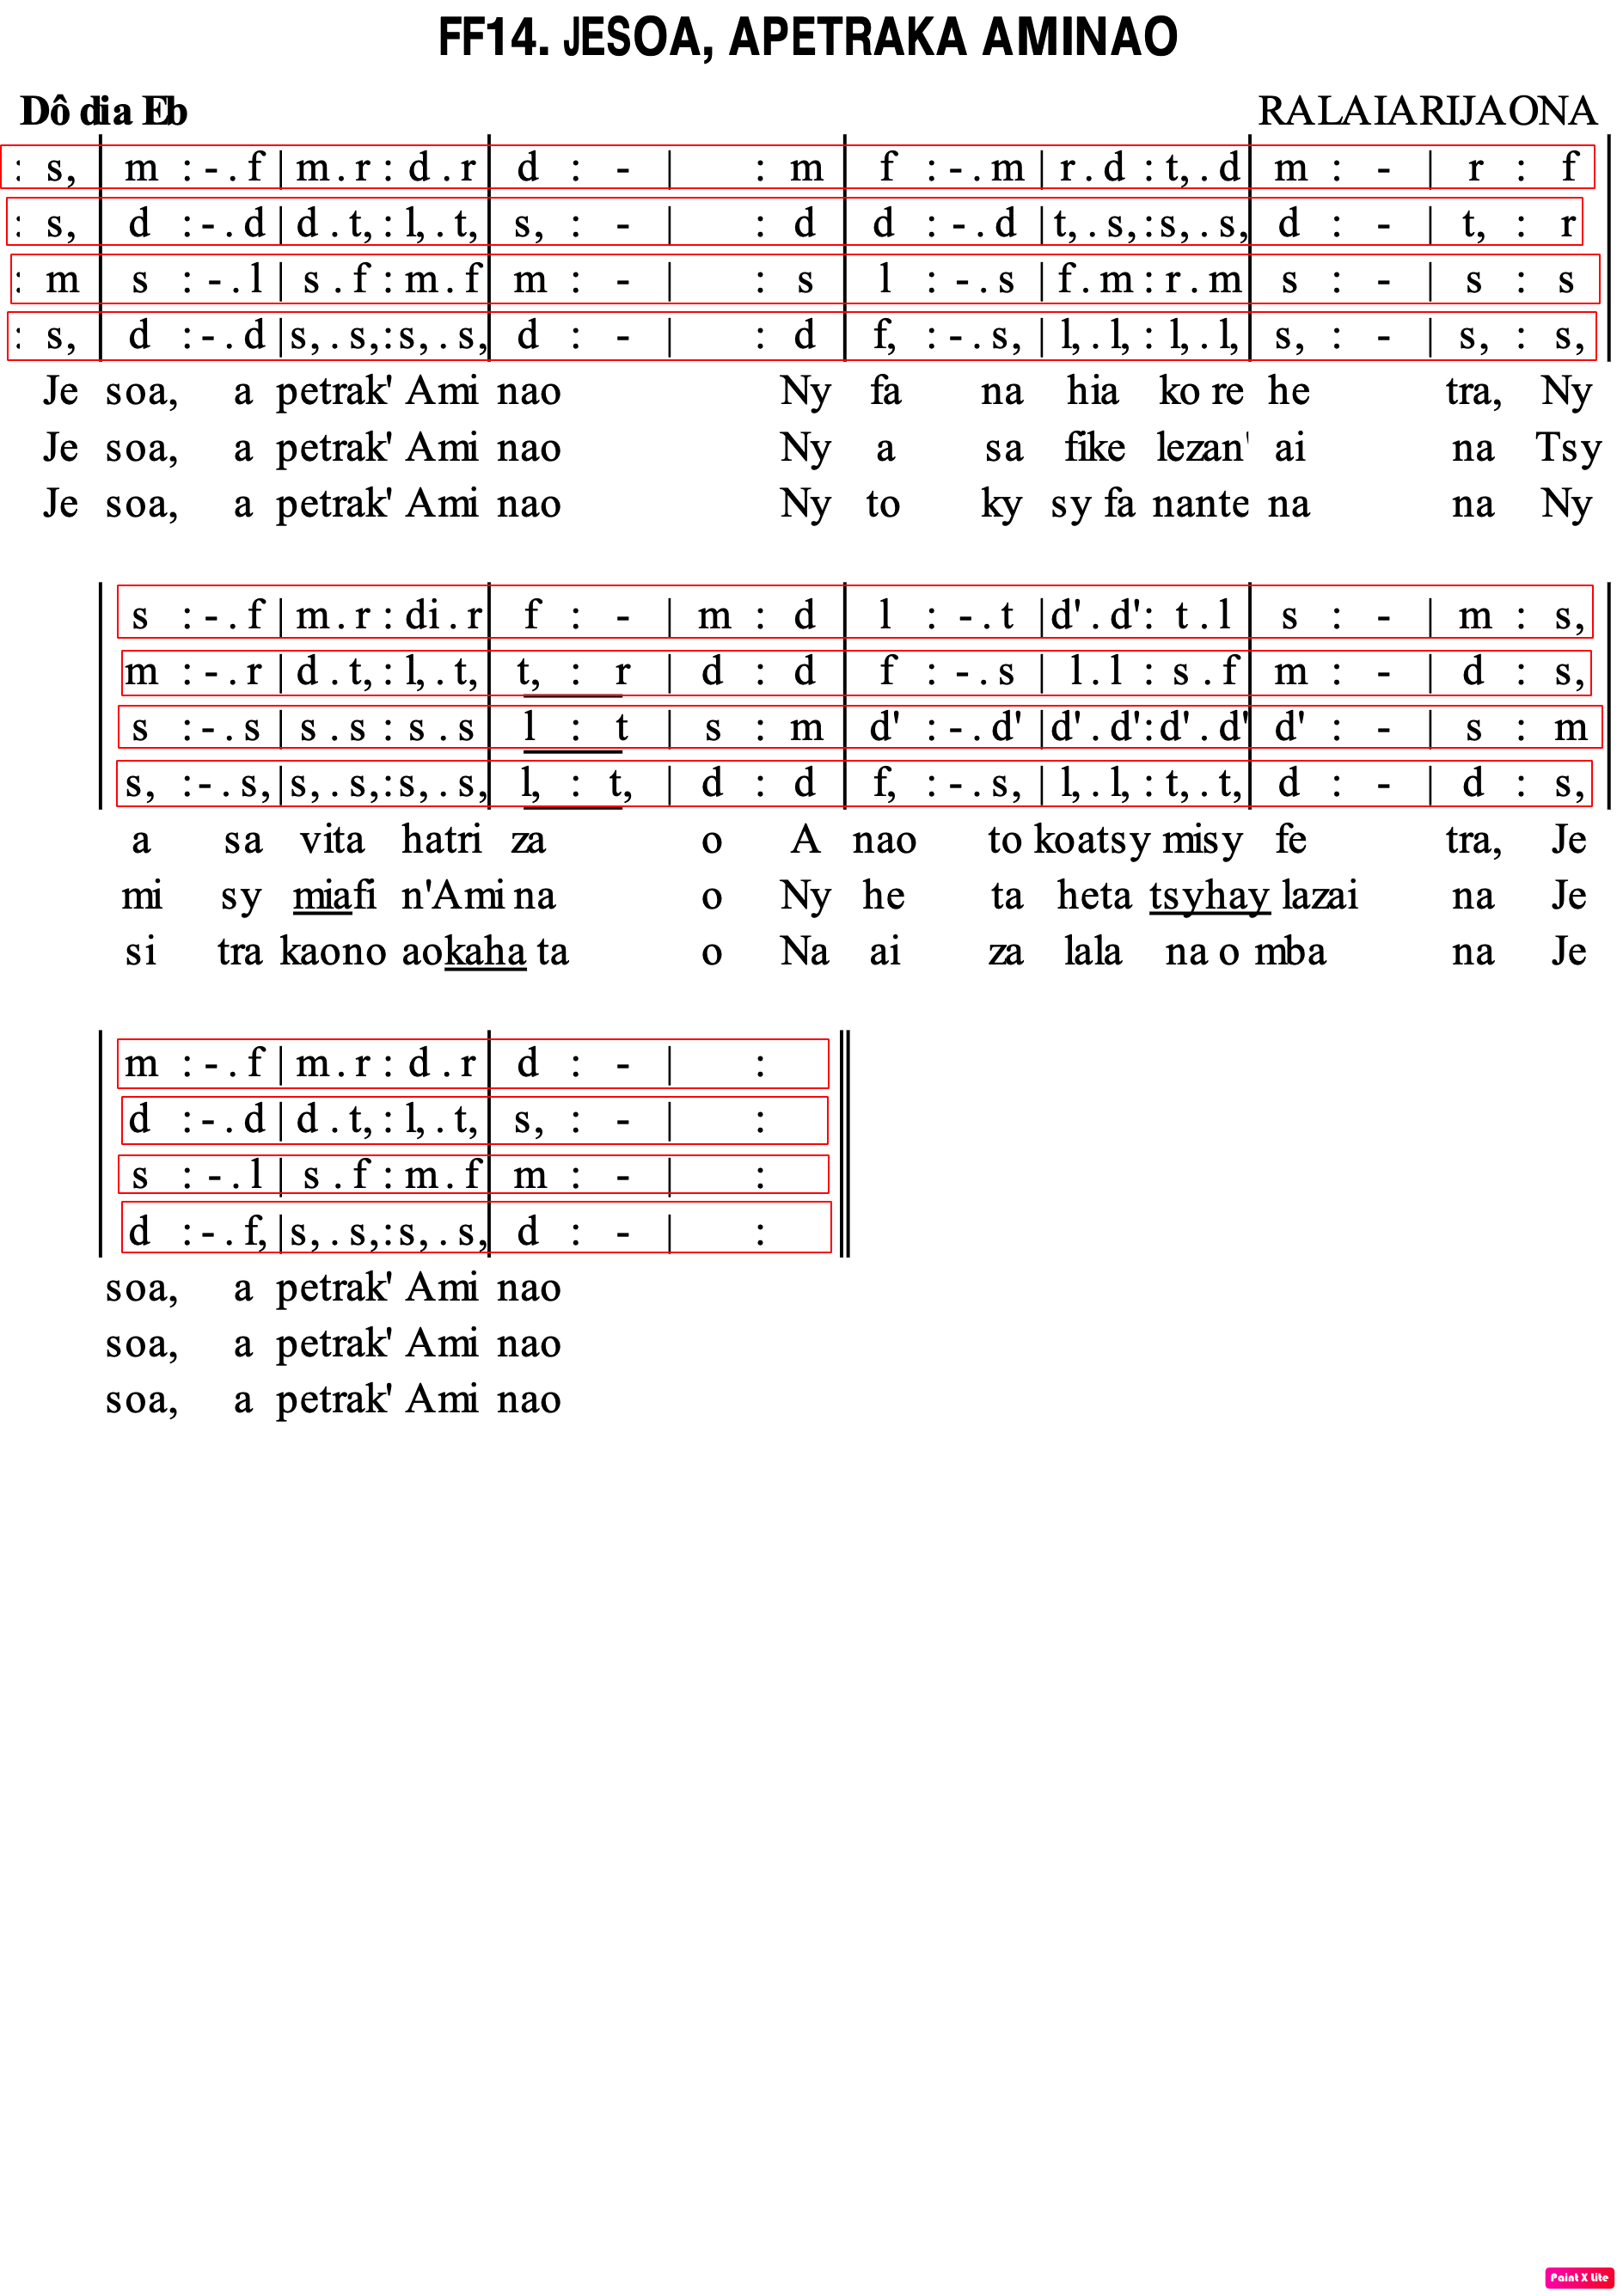 FF14. JESOA, APETRAKA AMINAO
Dô dia Eb RALAIARIJAONA
: s, | m :-.f | m.r : d.r | d : - | : m | f :-.m | r.d : t,.d | m : - | r : f |
: s, | d :-.d | d.t, : l,.t, | s, : - | : d | d :-.d | t,.s, : s,.s, | d : - | t, : r |
: m | s :-.l | s.f : m.f | m : - | : s | l :-.s | f.m : r.m | s : - | s : s |
: s, | d :-.d | s,.s, : s,.s, | d : - | : d | f, :-.s, | l,.l, : l,.l, | s, : - | s, : s, |
Je soa, a petrak' Ami nao Ny fa na hia ko re he tra, Ny
Je soa, a petrak' Ami nao Ny a sa fike lezan' ai na Tsy
Je soa, a petrak' Ami nao Ny to ky sy fa nante na na Ny
| s :-.f | m.r : di.r | f : - | m : d | l :-.t | d'.d' : t.l | s : - | m : s, |
| m :-.r | d.t, : l,.t, | t, : r | d : d | f :-.s | l.l : s.f | m : - | d : s, |
| s :-.s | s.s : s.s | l : t | s : m | d' :-.d' | d'.d' : d'.d' | d' : - | s : m |
| s, :-.s, | s,.s, : s,.s, | l, : t, | d : d | f, :-.s, | l,.l, : t,.t, | d : - | d : s, |
a sa vita hatri za o A nao to koatsy misy fe tra, Je
mi sy miafi n'Ami na o Ny he ta heta tsyhay lazai na Je
si tra kaono aokaha ta o Na ai za lala na o mba na Je
| m :-.f | m.r : d.r | d : - | : ||
| d :-.d | d.t, : l,.t, | s, : - | : ||
| s :-.l | s.f : m.f | m : - | : ||
| d :-.f, | s,.s, : s,.s, | d : - | : ||
soa, a petrak' Ami nao
soa, a petrak' Ami nao
soa, a petrak' Ami nao
Paint X Lite